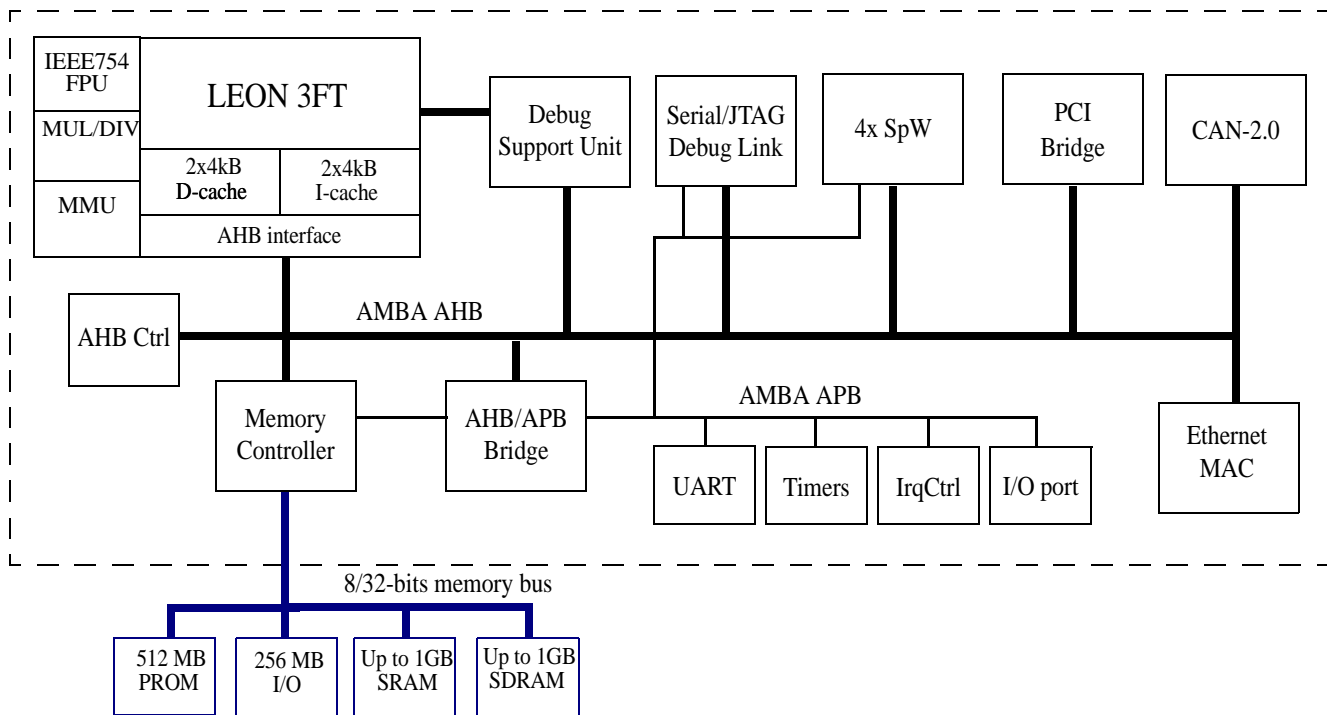 IEEE754
FPU
LEON 3FT
MUL/DIV
2x4kB
D-cache
2x4kB
I-cache
MMU
AHB interface
Debug
Support Unit
Serial/JTAG
Debug Link
4x SpW
PCI
Bridge
CAN-2.0
AHB Ctrl
AMBA AHB
Memory
Controller
AHB/APB
Bridge
AMBA APB
UART
Timers
IrqCtrl
I/O port
Ethernet
MAC
8/32-bits memory bus
512 MB
PROM
256 MB
I/O
Up to 1GB
SRAM
Up to 1GB
SDRAM